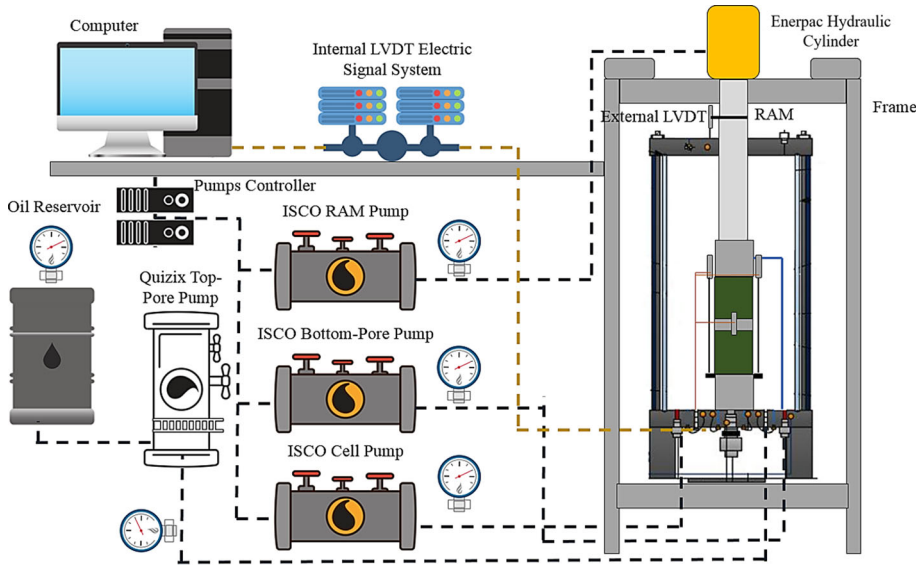 Computer
Internal LVDT Electric
Signal System
Enerpac Hydraulic
Cylinder
Frame
External LVDT
RAM
Pumps Controller
Oil Reservoir
ISCO RAM Pump
Quizix Top-
Pore Pump
ISCO Bottom-Pore Pump
ISCO Cell Pump